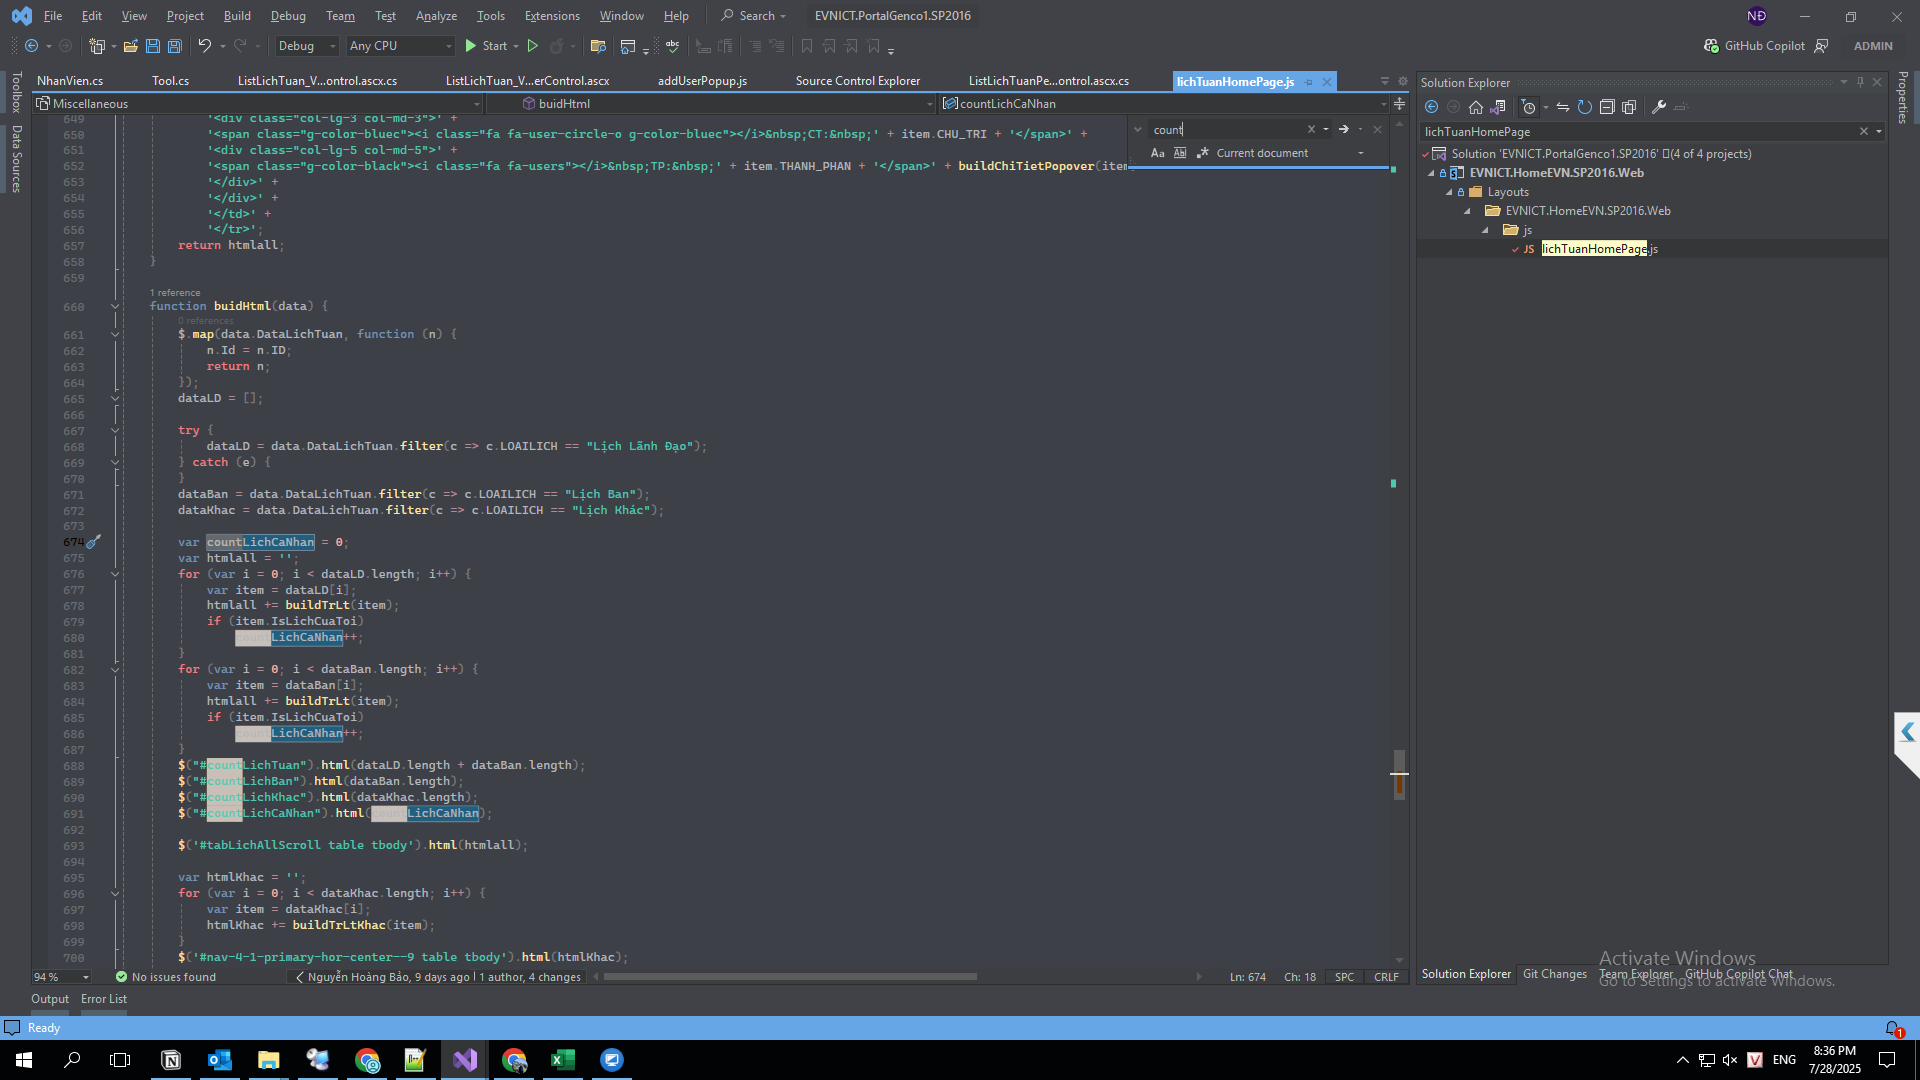 File Edit View Project Build Debug Team Test Analyze Tools Extensions Window Help Search EVNICT.PortalGenco1.SP2016 NĐ
Debug Any CPU Start GitHub Copilot ADMIN
NhanVien.cs Tool.cs ListLichTuan_V...ontrol.ascx.cs ListLichTuan_V...erControl.ascx addUserPopup.js Source Control Explorer ListLichTuanPe...ontrol.ascx.cs lichTuanHomePage.js
Miscellaneous buidHtml countLichCaNhan
Toolbox
Data Sources
count
Aa Ab Current document
649 '<div class="col-lg-3 col-md-3">' +
650 '<span class="g-color-bluec"><i class="fa fa-user-circle-o g-color-bluec"></i>&nbsp;CT:&nbsp;' + item.CHU_TRI + '</span>' +
651 '<div class="col-lg-5 col-md-5">' +
652 '<span class="g-color-black"><i class="fa fa-users"></i>&nbsp;TP:&nbsp;' + item.THANH_PHAN + '</span>' + buildChiTietPopover(item
653 '</div>' +
654 '</div>' +
655 '</td>' +
656 '</tr>';
657 return htmlall;
658 }
659
1 reference
660 function buidHtml(data) {
0 references
661 $.map(data.DataLichTuan, function (n) {
662 n.Id = n.ID;
663 return n;
664 });
665 dataLD = [];
666
667 try {
668 dataLD = data.DataLichTuan.filter(c => c.LOAILICH == "Lịch Lãnh Đạo");
669 } catch (e) {
670 }
671 dataBan = data.DataLichTuan.filter(c => c.LOAILICH == "Lịch Ban");
672 dataKhac = data.DataLichTuan.filter(c => c.LOAILICH == "Lịch Khác");
673
674 var countLichCaNhan = 0;
675 var htmlall = '';
676 for (var i = 0; i < dataLD.length; i++) {
677 var item = dataLD[i];
678 htmlall += buildTrLt(item);
679 if (item.IsLichCuaToi)
680 countLichCaNhan++;
681 }
682 for (var i = 0; i < dataBan.length; i++) {
683 var item = dataBan[i];
684 htmlall += buildTrLt(item);
685 if (item.IsLichCuaToi)
686 countLichCaNhan++;
687 }
688 $("#countLichTuan").html(dataLD.length + dataBan.length);
689 $("#countLichBan").html(dataBan.length);
690 $("#countLichKhac").html(dataKhac.length);
691 $("#countLichCaNhan").html(countLichCaNhan);
692
693 $('#tabLichAllScroll table tbody').html(htmlall);
694
695 var htmlKhac = '';
696 for (var i = 0; i < dataKhac.length; i++) {
697 var item = dataKhac[i];
698 htmlKhac += buildTrLtKhac(item);
699 }
700 $('#nav-4-1-primary-hor-center--9 table tbody').html(htmlKhac);
94 % No issues found Nguyễn Hoàng Bảo, 9 days ago | 1 author, 4 changes Ln: 674 Ch: 18 SPC CRLF
Solution Explorer
lichTuanHomePage
Solution 'EVNICT.PortalGenco1.SP2016' (4 of 4 projects)
EVNICT.HomeEVN.SP2016.Web
Layouts
EVNICT.HomeEVN.SP2016.Web
js
JS lichTuanHomePage.js
Properties
Activate Windows
Go to Settings to activate Windows.
Solution Explorer Git Changes Team Explorer GitHub Copilot Chat
Output Error List
Ready 1
V ENG 8:36 PM
7/28/2025